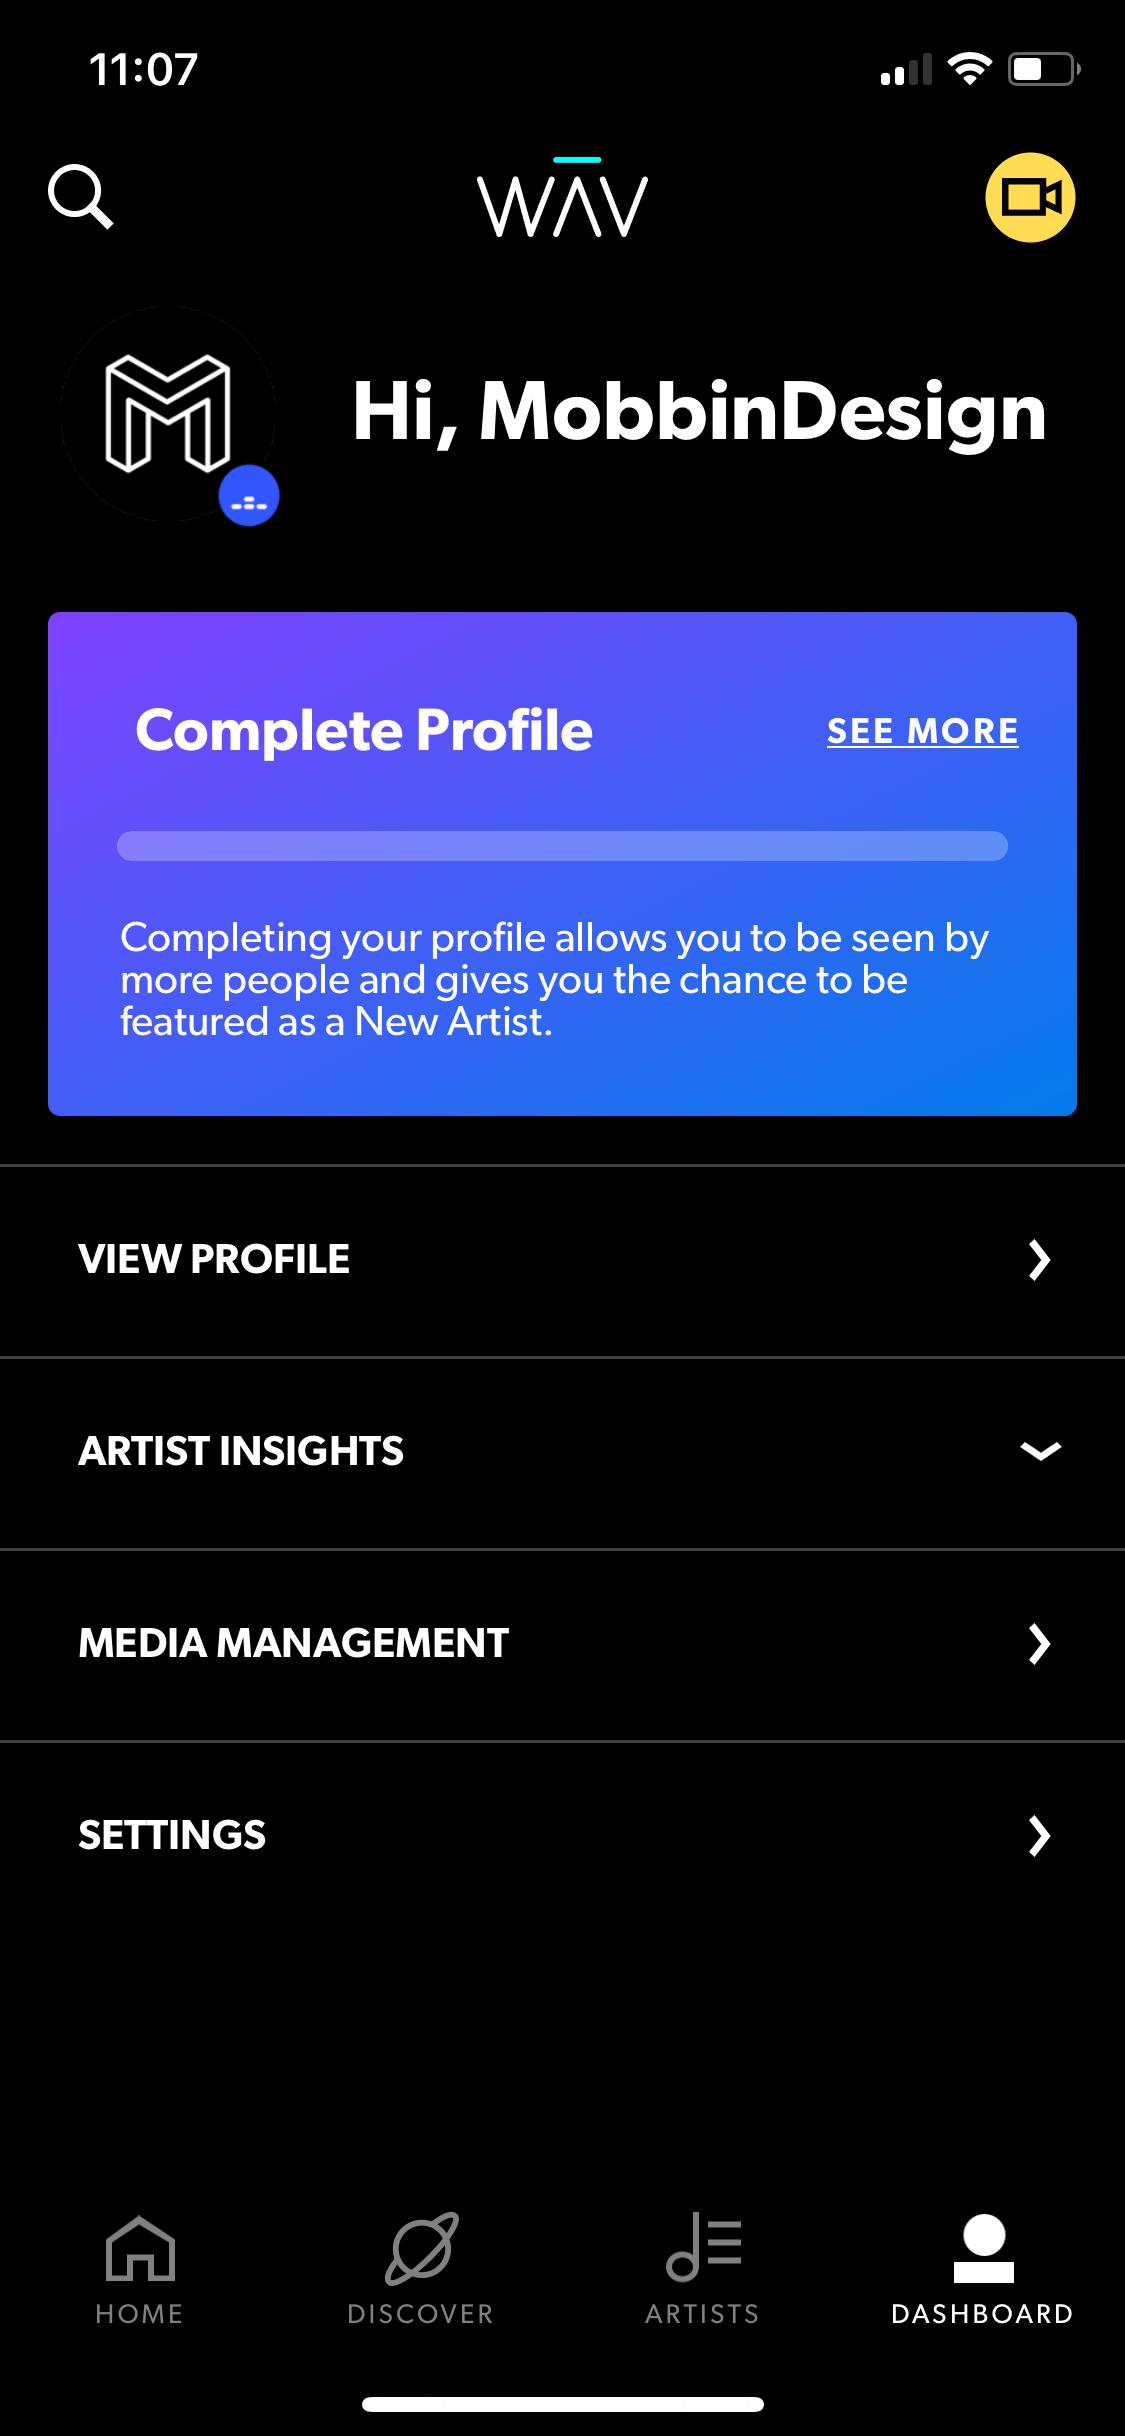 11:07
WAV
Hi, MobbinDesign
Complete Profile
SEE MORE
Completing your profile allows you to be seen by
more people and gives you the chance to be
featured as a New Artist.
VIEW PROFILE
ARTIST INSIGHTS
MEDIA MANAGEMENT
SETTINGS
HOME
DISCOVER
ARTISTS
DASHBOARD